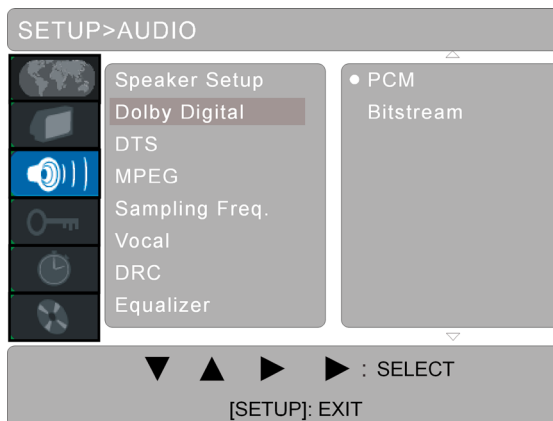 SETUP>AUDIO
Speaker Setup
Dolby Digital
DTS
MPEG
Sampling Freq.
Vocal
DRC
Equalizer
PCM
Bitstream
: SELECT
[SETUP]: EXIT